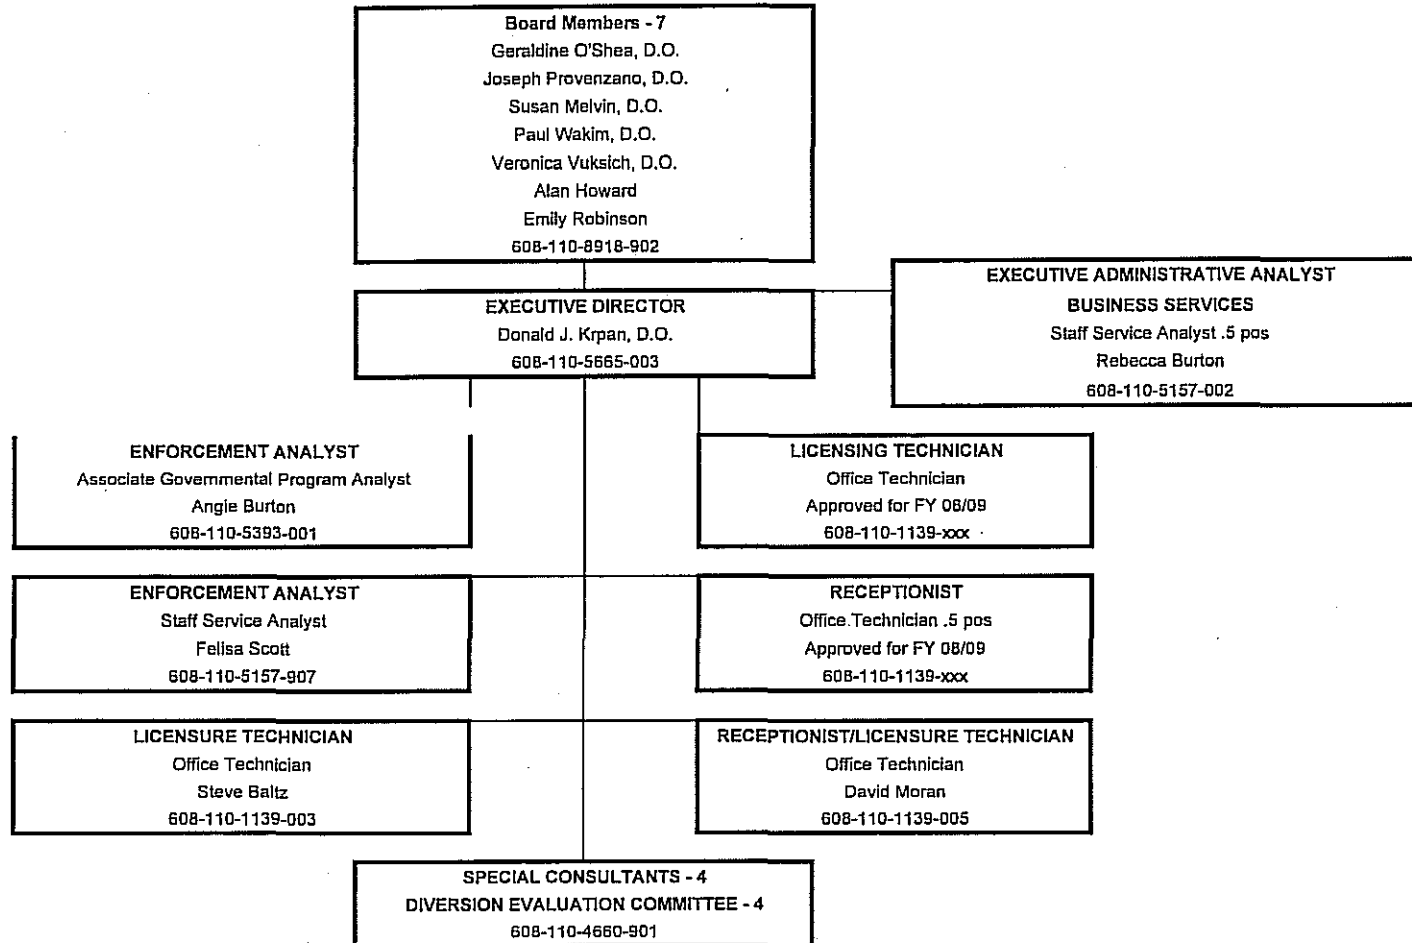 Board Members - 7
Geraldine O'Shea, D.O.
Joseph Provenzano, D.O.
Susan Melvin, D.O.
Paul Wakim, D.O.
Veronica Vuksich, D.O.
Alan Howard
Emily Robinson
608-110-8918-902
EXECUTIVE DIRECTOR
Donald J. Krpan, D.O.
608-110-5665-003
EXECUTIVE ADMINISTRATIVE ANALYST
BUSINESS SERVICES
Staff Service Analyst .5 pos
Rebecca Burton
608-110-5157-002
ENFORCEMENT ANALYST
Associate Governmental Program Analyst
Angie Burton
608-110-5393-001
LICENSING TECHNICIAN
Office Technician
Approved for FY 08/09
608-110-1139-xxx
ENFORCEMENT ANALYST
Staff Service Analyst
Felisa Scott
608-110-5157-907
RECEPTIONIST
Office Technician .5 pos
Approved for FY 08/09
608-110-1139-xxx
LICENSURE TECHNICIAN
Office Technician
Steve Baltz
608-110-1139-003
RECEPTIONIST/LICENSURE TECHNICIAN
Office Technician
David Moran
608-110-1139-005
SPECIAL CONSULTANTS - 4
DIVERSION EVALUATION COMMITTEE - 4
608-110-4660-901